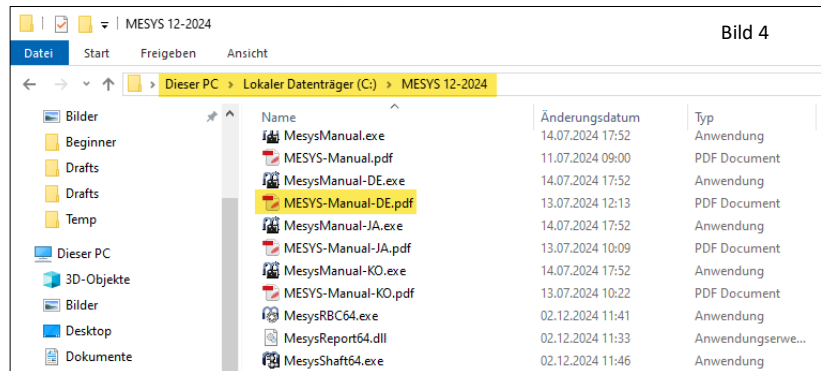 MESYS 12-2024
Bild 4
Datei Start Freigeben Ansicht
Dieser PC > Lokaler Datenträger (C:) > MESYS 12-2024
Bilder
Beginner
Drafts
Drafts
Temp
Dieser PC
3D-Objekte
Bilder
Desktop
Dokumente
Name Änderungsdatum Typ
MesysManual.exe 14.07.2024 17:52 Anwendung
MESYS-Manual.pdf 11.07.2024 09:00 PDF Document
MesysManual-DE.exe 14.07.2024 17:52 Anwendung
MESYS-Manual-DE.pdf 13.07.2024 12:13 PDF Document
MesysManual-JA.exe 14.07.2024 17:52 Anwendung
MESYS-Manual-JA.pdf 13.07.2024 10:09 PDF Document
MesysManual-KO.exe 14.07.2024 17:52 Anwendung
MESYS-Manual-KO.pdf 13.07.2024 10:22 PDF Document
MesysRBC64.exe 02.12.2024 11:41 Anwendung
MesysReport64.dll 02.12.2024 11:33 Anwendungserwe...
MesysShaft64.exe 02.12.2024 11:46 Anwendung